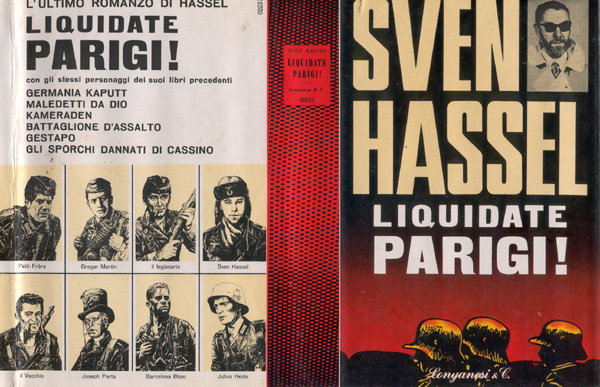 L'ULTIMO ROMANZO DI HASSEL
LIQUIDATE
PARIGI!
con gli stessi personaggi dei suoi libri precedenti
GERMANIA KAPUTT
MALEDETTI DA DIO
KAMERADEN
BATTAGLIONE D'ASSALTO
GESTAPO
GLI SPORCHI DANNATI DI CASSINO
Petit-Frère
Gregor Martin
il legionario
Sven Hassel
il Vecchio
Joseph Porta
Barcelona Blom
Julius Heide
SVEN HASSEL
LIQUIDATE
PARIGI!
Longanesi & C.
SVEN
HASSEL
LIQUIDATE
PARIGI!
Longanesi & C.